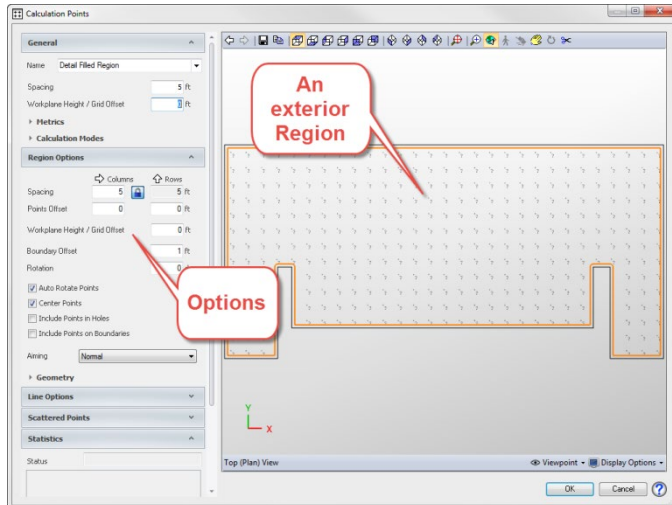 Calculation Points
General
Name Detail Filled Region
Spacing 5 ft
Workplane Height / Grid Offset 0 ft
Metrics
Calculation Modes
Region Options
Columns Rows
Spacing 5 5 ft
Points Offset 0 0 ft
Workplane Height / Grid Offset 0 ft
Boundary Offset 1 ft
Rotation 0
Auto Rotate Points
Center Points
Include Points in Holes
Include Points on Boundaries
Aiming Normal
Geometry
Line Options
Scattered Points
Statistics
Status
An
exterior
Region
Options
Y
X
Top (Plan) View Viewpoint Display Options
OK Cancel ?